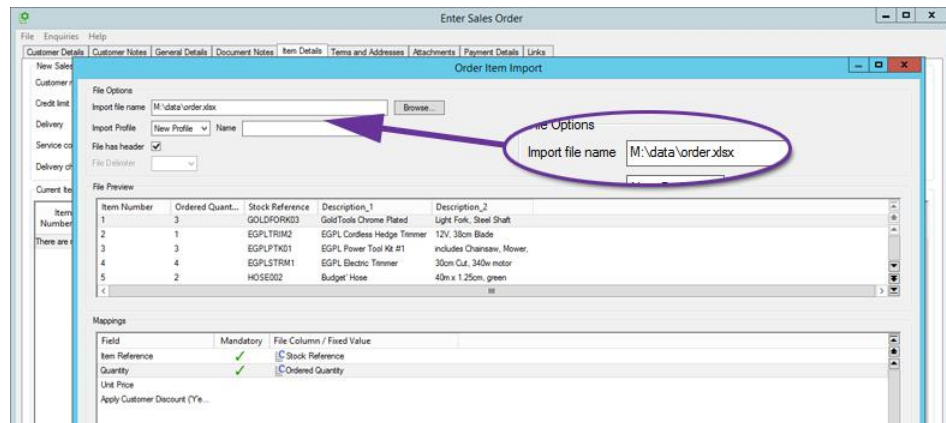 Enter Sales Order
File Enquiries Help
Customer Details Customer Notes General Details Document Notes Item Details Terms and Addresses Attachments Payment Details Links
New Sales
Order Item Import
Customer r
File Options
Credit limit
Import file name M:\data\order.xlsx Browse...
Delivery
Import Profile New Profile Name
File Options
Service co
File has header
Import file name M:\data\order.xlsx
Delivery ch
File Delimiter
Current Ite
File Preview
Item Number Ordered Quant... Stock Reference Description_1 Description_2
Item
Number
1 3 GOLDFORK03 GoldTools Chrome Plated Light Fork, Steel Shaft
2 1 EGPLTRIM2 EGPL Cordless Hedge Trimmer 12V, 38cm Blade
There are n
3 3 EGPLPTK01 EGPL Power Tool Kit #1 includes Chainsaw, Mower,
4 4 EGPLSTRM1 EGPL Electric Trimmer 30cm Cut, 340w motor
5 2 HOSE002 Budget' Hose 40m x 1.25cm, green
Mappings
Field Mandatory File Column / Fixed Value
Item Reference Stock Reference
Quantity Ordered Quantity
Unit Price
Apply Customer Discount ('Y'e...